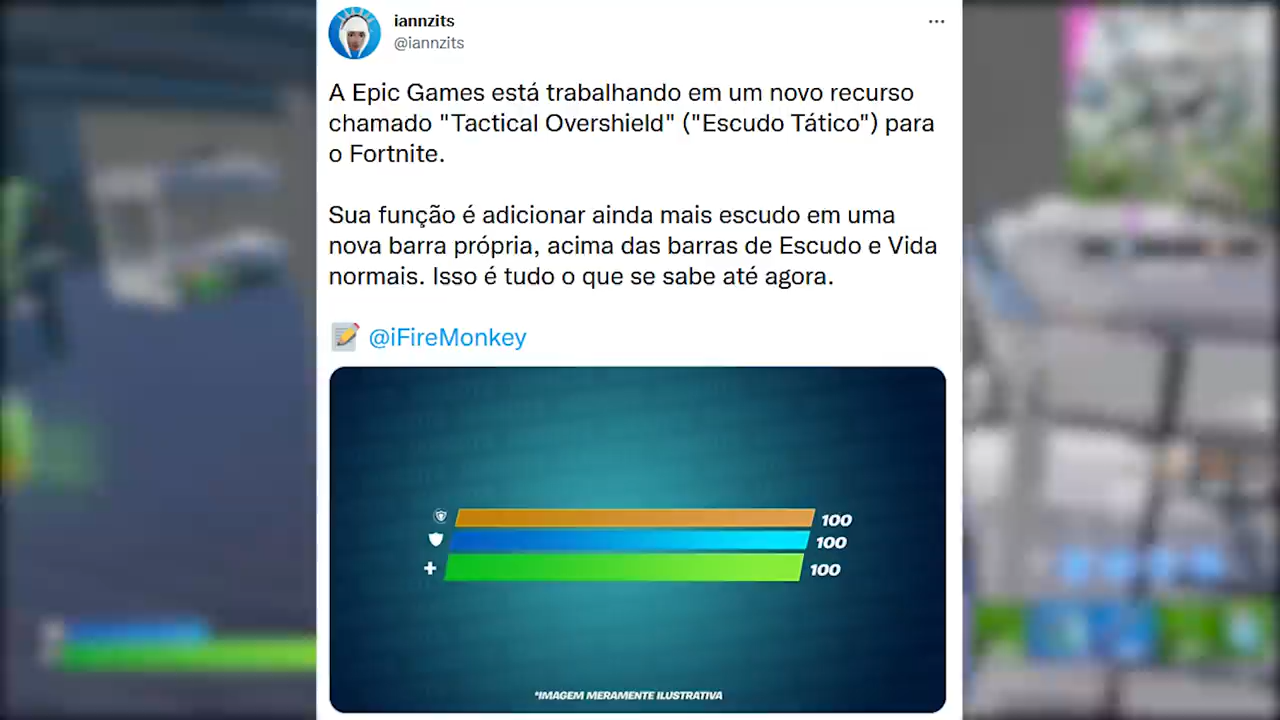 iannzits
@iannzits
A Epic Games está trabalhando em um novo recurso
chamado "Tactical Overshield" ("Escudo Tático") para
o Fortnite.
Sua função é adicionar ainda mais escudo em uma
nova barra própria, acima das barras de Escudo e Vida
normais. Isso é tudo o que se sabe até agora.
@iFireMonkey
100
100
100
*IMAGEM MERAMENTE ILUSTRATIVA